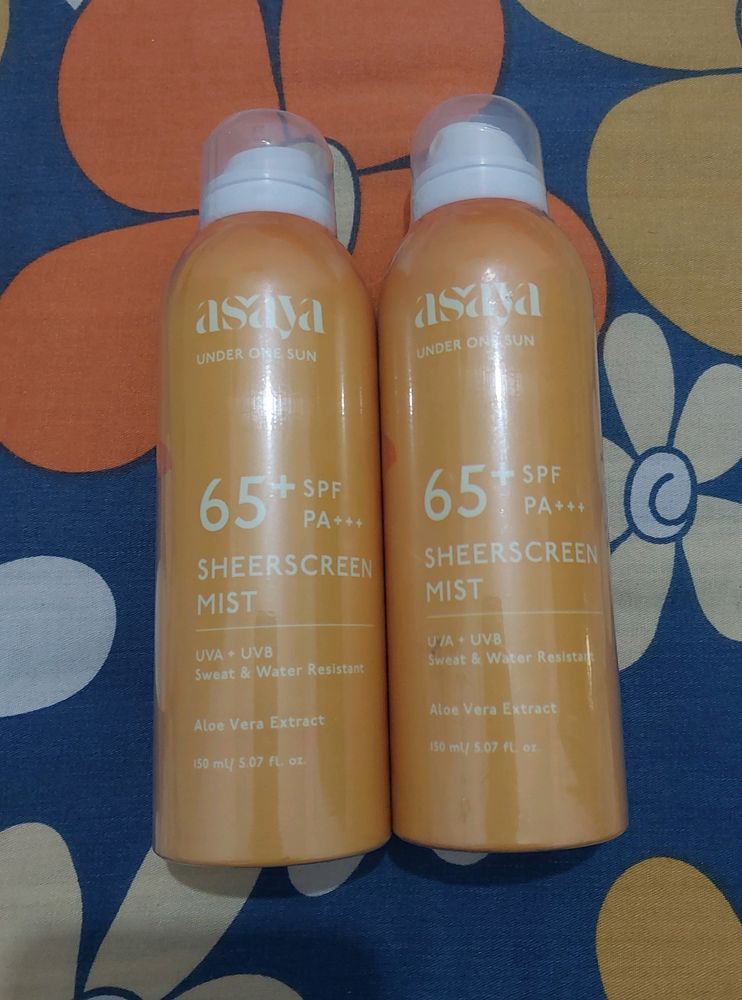 asaya
UNDER ONE SUN
65+ SPF
PA+++
SHEERSCREEN
MIST
UVA + UVB
Sweat & Water Resistant
Aloe Vera Extract
150 ml/ 5.07 fl. oz.
asaya
UNDER ONE SUN
65+ SPF
PA+++
SHEERSCREEN
MIST
UVA + UVB
Sweat & Water Resistant
Aloe Vera Extract
150 ml/ 5.07 fl. oz.